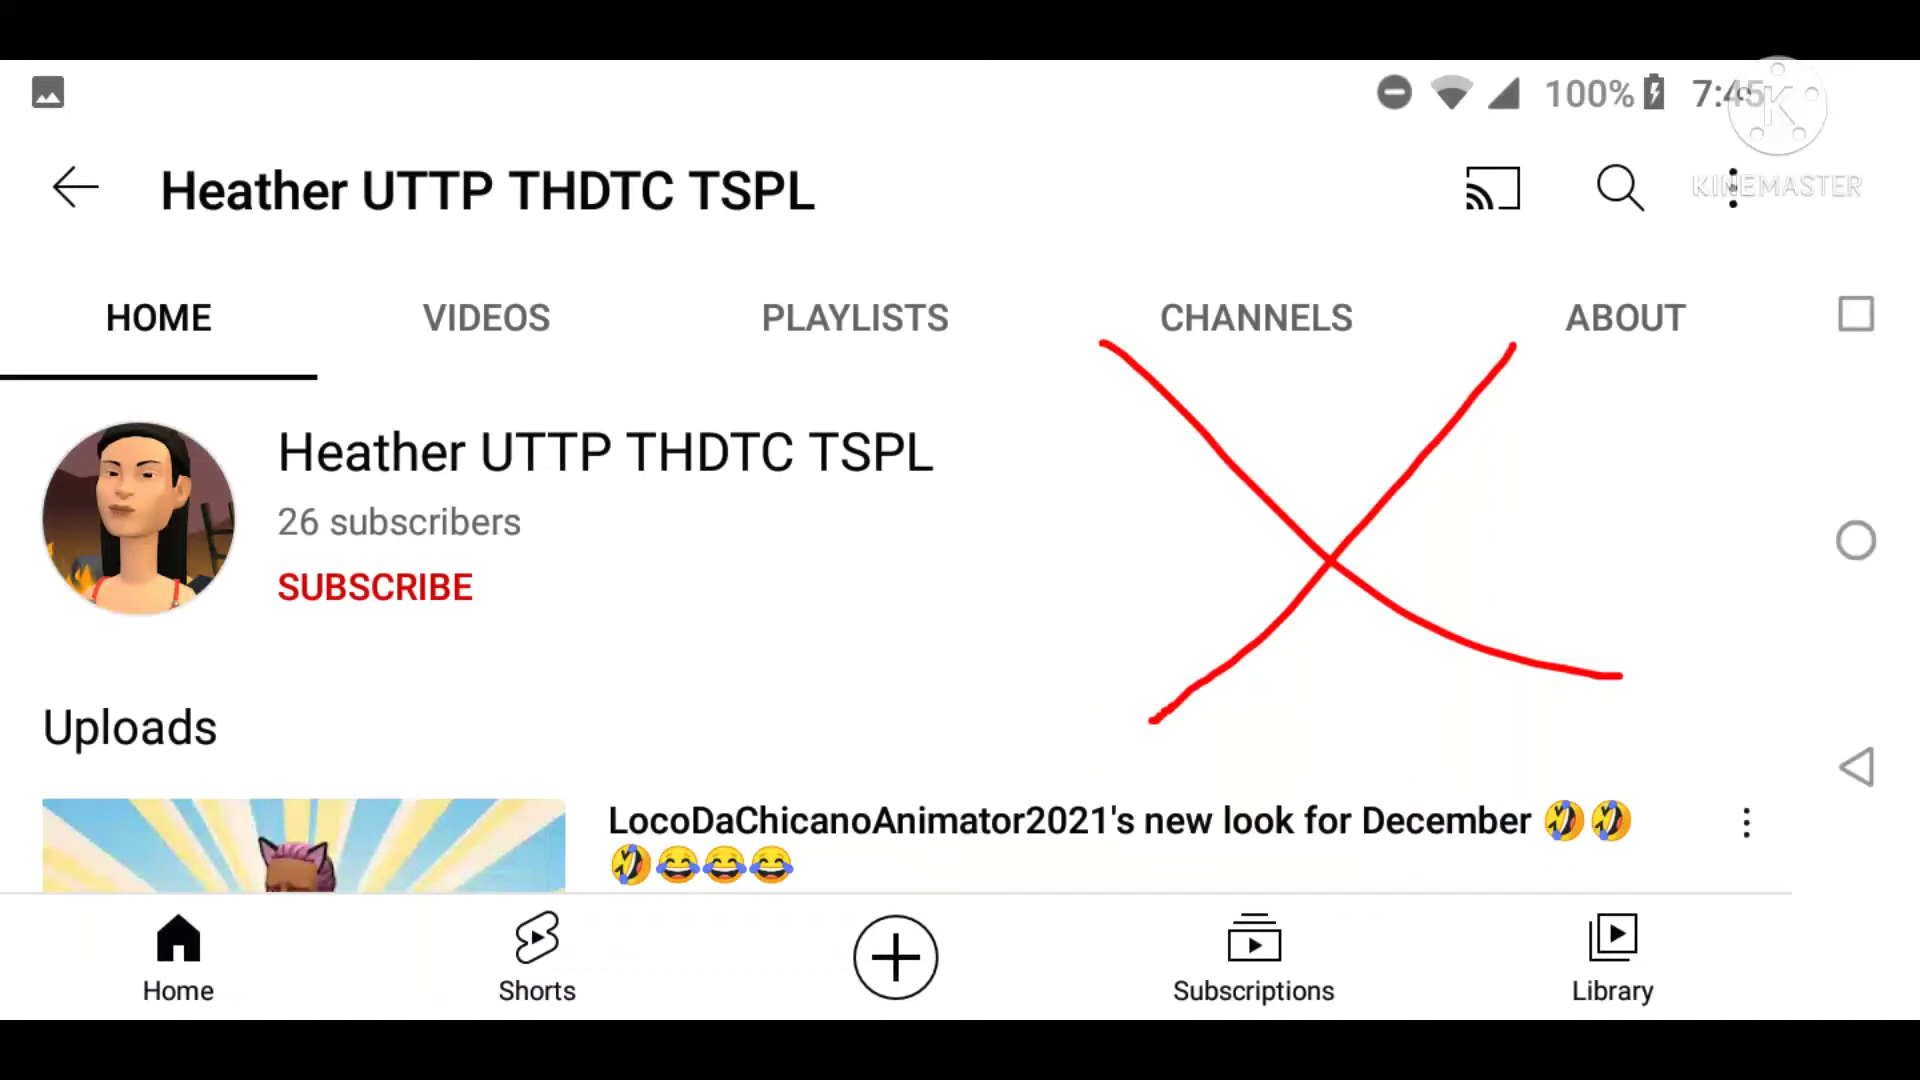 100% 7:45
KINEMASTER
Heather UTTP THDTC TSPL
HOME VIDEOS PLAYLISTS CHANNELS ABOUT
Heather UTTP THDTC TSPL
26 subscribers
SUBSCRIBE
Uploads
LocoDaChicanoAnimator2021's new look for December 🤣🤣
🤣😂😂😂
Home Shorts Subscriptions Library